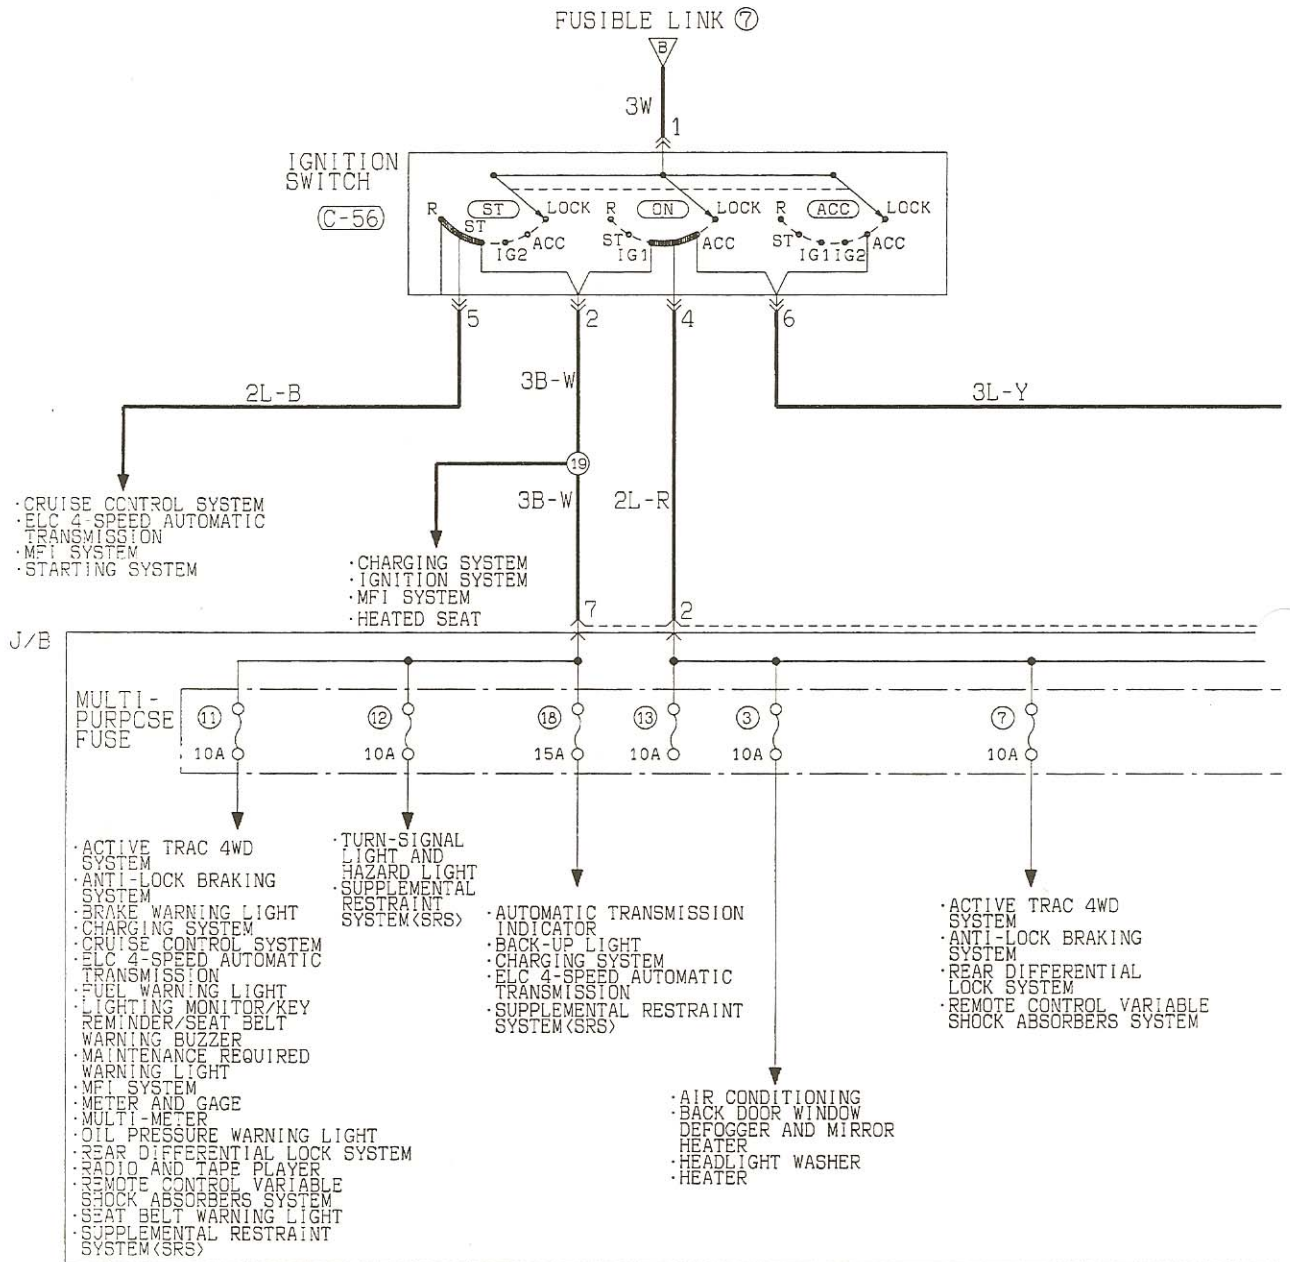 FUSIBLE LINK ⑦
B
3W
1
IGNITION
SWITCH
C-56
R
ST
ST
LOCK
IG2
ACC
R
ON
ST
LOCK
IG1
ACC
R
ACC
ST
LOCK
IG1 IG2
ACC
5
2
4
6
2L-B
3B-W
3L-Y
19
3B-W
2L-R
·CRUISE CONTROL SYSTEM
·ELC 4-SPEED AUTOMATIC
TRANSMISSION
·MFI SYSTEM
·STARTING SYSTEM
·CHARGING SYSTEM
·IGNITION SYSTEM
·MFI SYSTEM
·HEATED SEAT
7
2
J/B
MULTI-
PURPOSE
FUSE
⑪
10A
⑫
10A
⑱
15A
⑬
10A
③
10A
⑦
10A
·ACTIVE TRAC 4WD
SYSTEM
·ANTI-LOCK BRAKING
SYSTEM
·BRAKE WARNING LIGHT
·CHARGING SYSTEM
·CRUISE CONTROL SYSTEM
·ELC 4-SPEED AUTOMATIC
TRANSMISSION
·FUEL WARNING LIGHT
·LIGHTING MONITOR/KEY
REMINDER/SEAT BELT
WARNING BUZZER
·MAINTENANCE REQUIRED
WARNING LIGHT
·MFI SYSTEM
·METER AND GAGE
·MULTI-METER
·OIL PRESSURE WARNING LIGHT
·REAR DIFFERENTIAL LOCK SYSTEM
·RADIO AND TAPE PLAYER
·REMOTE CONTROL VARIABLE
SHOCK ABSORBERS SYSTEM
·SEAT BELT WARNING LIGHT
·SUPPLEMENTAL RESTRAINT
SYSTEM<SRS>
·TURN-SIGNAL
LIGHT AND
HAZARD LIGHT
·SUPPLEMENTAL
RESTRAINT
SYSTEM<SRS>
·AUTOMATIC TRANSMISSION
INDICATOR
·BACK-UP LIGHT
·CHARGING SYSTEM
·ELC 4-SPEED AUTOMATIC
TRANSMISSION
·SUPPLEMENTAL RESTRAINT
SYSTEM<SRS>
·AIR CONDITIONING
·BACK DOOR WINDOW
DEFOGGER AND MIRROR
HEATER
·HEADLIGHT WASHER
·HEATER
·ACTIVE TRAC 4WD
SYSTEM
·ANTI-LOCK BRAKING
SYSTEM
·REAR DIFFERENTIAL
LOCK SYSTEM
·REMOTE CONTROL VARIABLE
SHOCK ABSORBERS SYSTEM